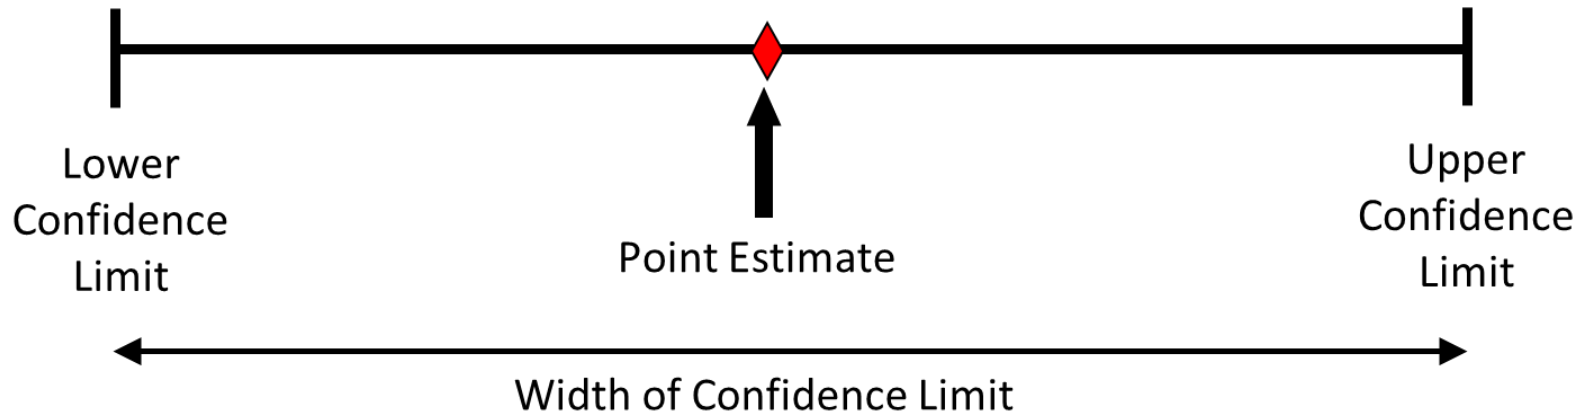 Lower
Confidence
Limit
Point Estimate
Upper
Confidence
Limit
Width of Confidence Limit